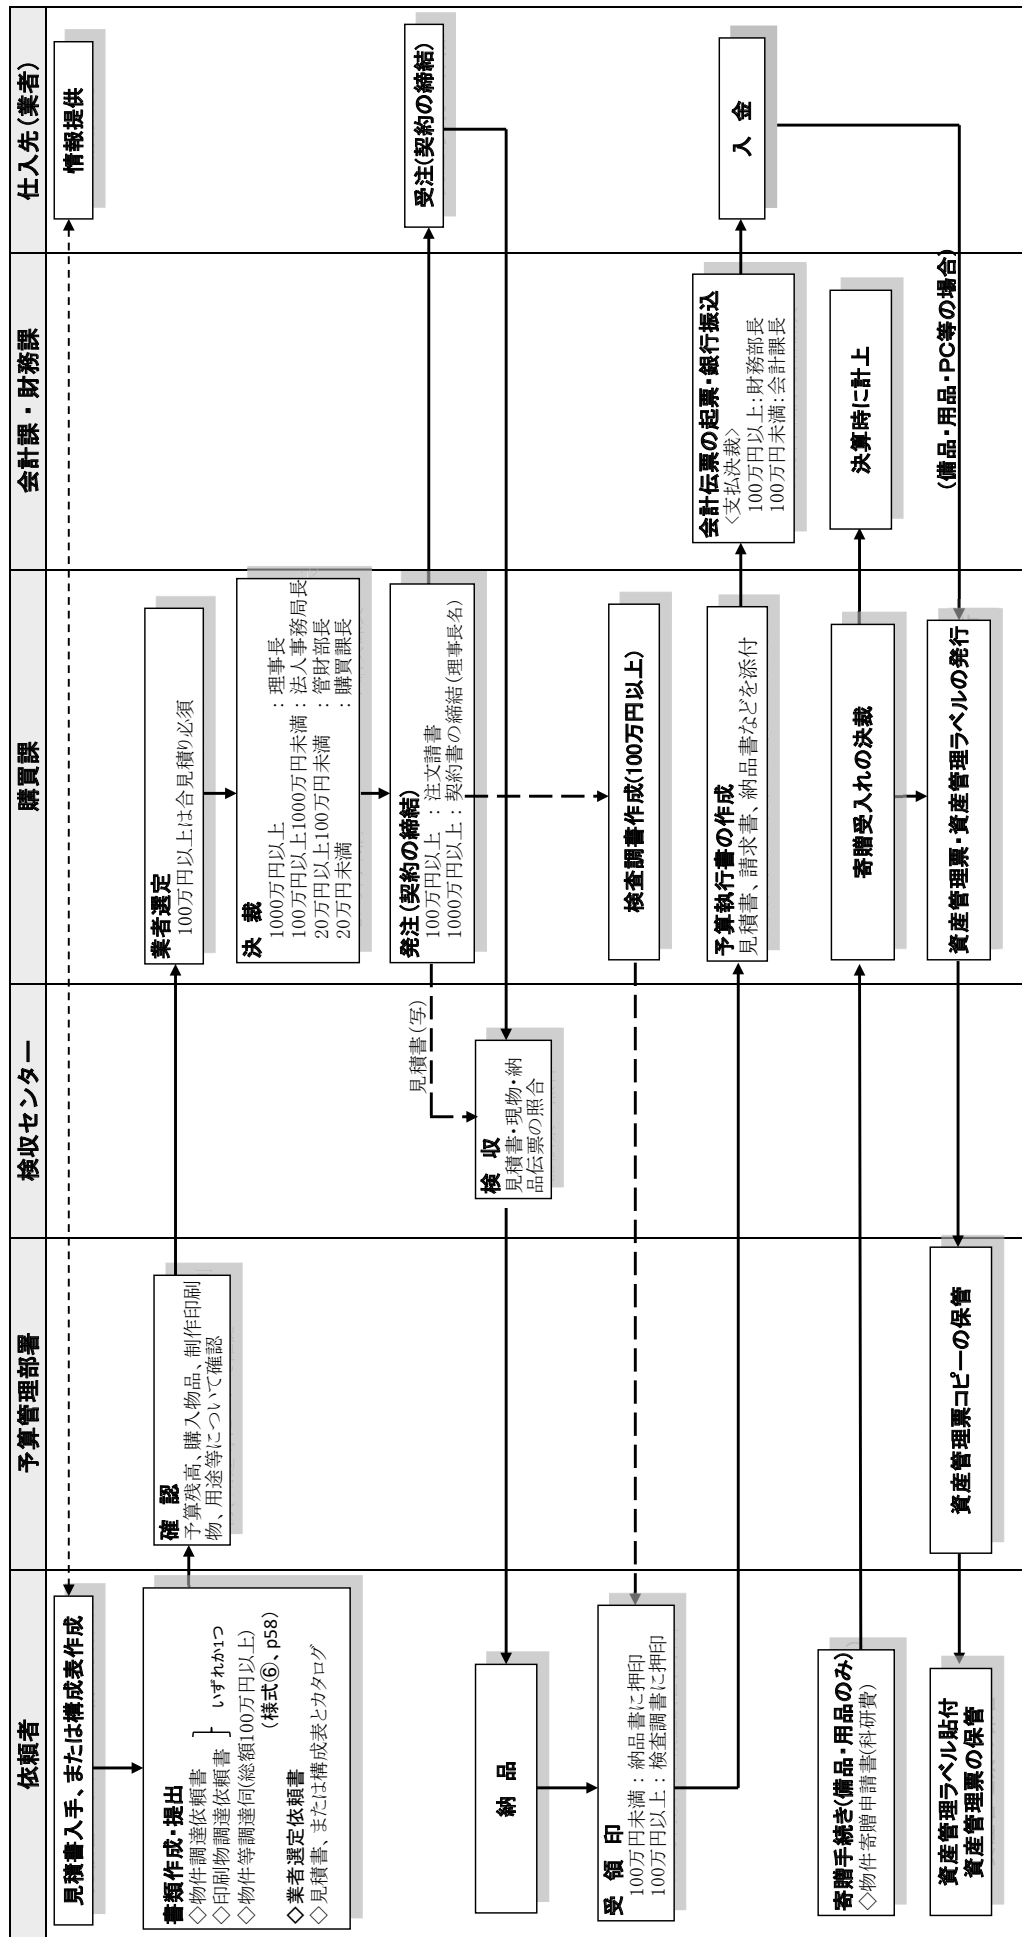 依頼者
予算管理部署
検収センター
購買課
会計課・財務課
仕入先(業者)
見積書入手、または構成表作成
情報提供
書類作成・提出
◇物件調達依頼書
◇印刷物調達依頼書
いずれか1つ
◇物件等調達伺(総額100万円以上)
(様式⑥、p58)
◇業者選定依頼書
◇見積書、または構成表とカタログ
確 認
予算残高、購入物品、制作印刷
物、用途等について確認
業者選定
100万円以上は合見積り必須
決 裁
1000万円以上 : 理事長
100万円以上1000万円未満 : 法人事務局長
20万円以上100万円未満 : 管財部長
20万円未満 : 購買課長
発注(契約の締結)
100万円以上 : 注文請書
1000万円以上 : 契約書の締結(理事長名)
受注(契約の締結)
見積書(写)
検 収
見積書・現物・納
品伝票の照合
納 品
検査調書作成(100万円以上)
受 領 印
100万円未満 : 納品書に押印
100万円以上 : 検査調書に押印
予算執行書の作成
見積書、請求書、納品書などを添付
会計伝票の起票・銀行振込
<支払決裁>
100万円以上:財務部長
100万円未満:会計課長
入 金
寄贈手続き(備品・用品のみ)
◇物件寄贈申請書(科研費)
寄贈受入れの決裁
決算時に計上
(備品・用品・PC等の場合)
資産管理票・資産管理ラベルの発行
資産管理票コピーの保管
資産管理ラベル貼付
資産管理票の保管